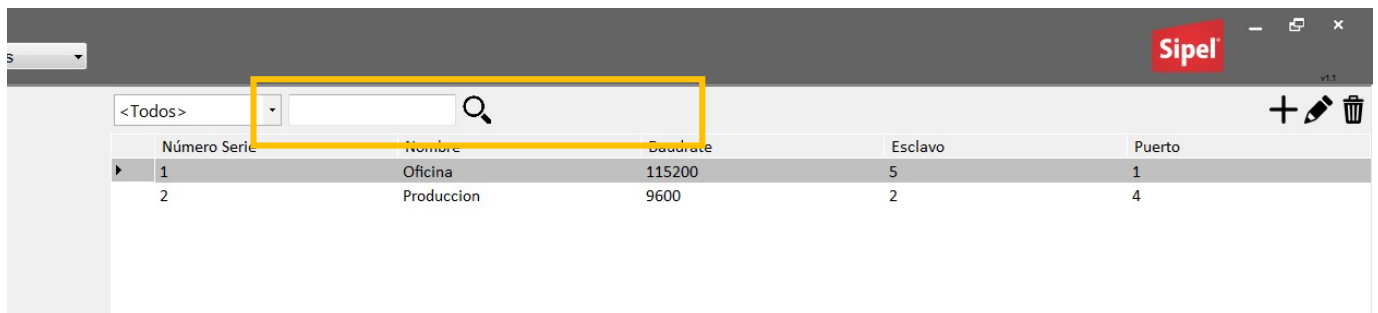 Sipel
s
v1.1
<Todos>
Número Serie Nombre Baudrate Esclavo Puerto
1 Oficina 115200 5 1
2 Produccion 9600 2 4